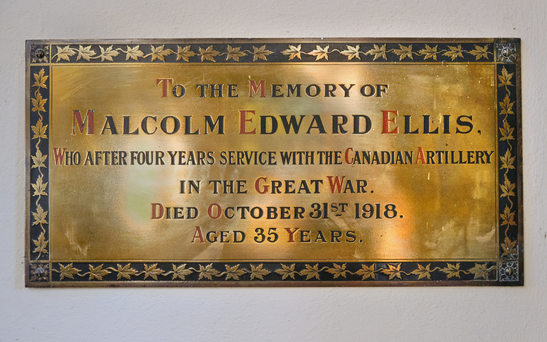 To the Memory of
Malcolm Edward Ellis,
Who after four years service with the Canadian Artillery
in the Great War.
Died October 31st 1918.
Aged 35 Years.